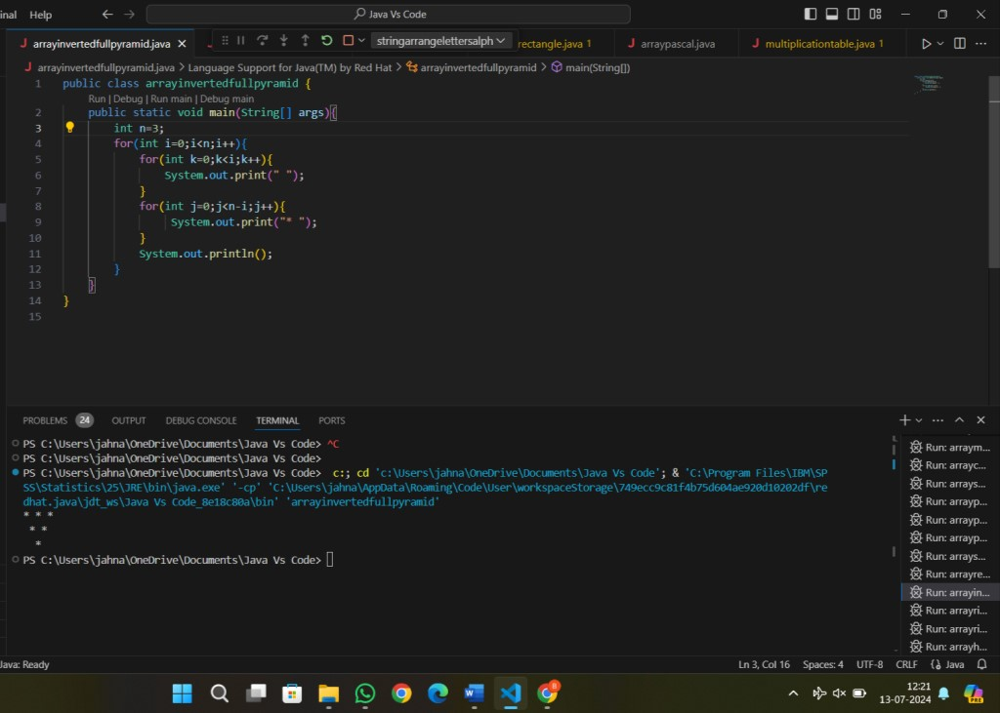 inal Help
Java Vs Code
arrayinvertedfullpyramid.java
stringarrangelettersalph
rectangle.java 1
arraypascal.java
multiplicationtable.java 1
arrayinvertedfullpyramid.java > Language Support for Java(TM) by Red Hat > arrayinvertedfullpyramid > main(String[])
1 public class arrayinvertedfullpyramid {
Run | Debug | Run main | Debug main
2 public static void main(String[] args){
3 int n=3;
4 for(int i=0;i<n;i++){
5 for(int k=0;k<i;k++){
6 System.out.print(" ");
7 }
8 for(int j=0;j<n-i;j++){
9 System.out.print("* ");
10 }
11 System.out.println();
12 }
13 }
14 }
15
PROBLEMS 24 OUTPUT DEBUG CONSOLE TERMINAL PORTS
PS C:\Users\jahna\OneDrive\Documents\Java Vs Code> ^C
PS C:\Users\jahna\OneDrive\Documents\Java Vs Code>
PS C:\Users\jahna\OneDrive\Documents\Java Vs Code> c:; cd 'c:\Users\jahna\OneDrive\Documents\Java Vs Code'; & 'C:\Program Files\IBM\SP
SS\Statistics\25\JRE\bin\java.exe' '-cp' 'C:\Users\jahna\AppData\Roaming\Code\User\workspaceStorage\749ecc9c81f4b75d604ae920d10202df\re
dhat.java\jdt_ws\Java Vs Code_8e18c80a\bin' 'arrayinvertedfullpyramid'
* * *
* *
*
PS C:\Users\jahna\OneDrive\Documents\Java Vs Code>
Run: arraym...
Run: arrayc...
Run: arrays...
Run: arrayp...
Run: arrayp...
Run: arrayp...
Run: arrays...
Run: arrayre...
Run: arrayin...
Run: arrayri...
Run: arrayri...
Run: arrayh...
Java: Ready
Ln 3, Col 16 Spaces: 4 UTF-8 CRLF {} Java
8
12:21
13-07-2024
PRE